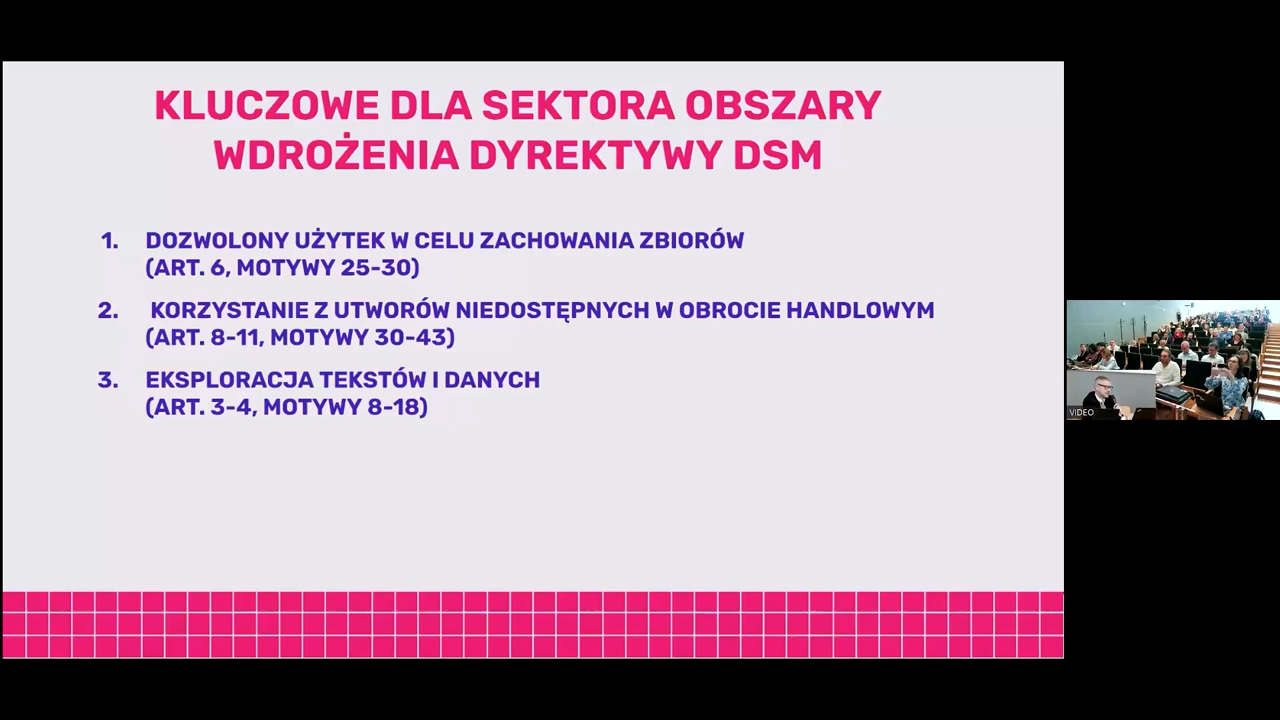 KLUCZOWE DLA SEKTORA OBSZARY
WDROŻENIA DYREKTYWY DSM
1. DOZWOLONY UŻYTEK W CELU ZACHOWANIA ZBIORÓW
(ART. 6, MOTYWY 25-30)
2. KORZYSTANIE Z UTWORÓW NIEDOSTĘPNYCH W OBROCIE HANDLOWYM
(ART. 8-11, MOTYWY 30-43)
3. EKSPLORACJA TEKSTÓW I DANYCH
(ART. 3-4, MOTYWY 8-18)
VIDEO